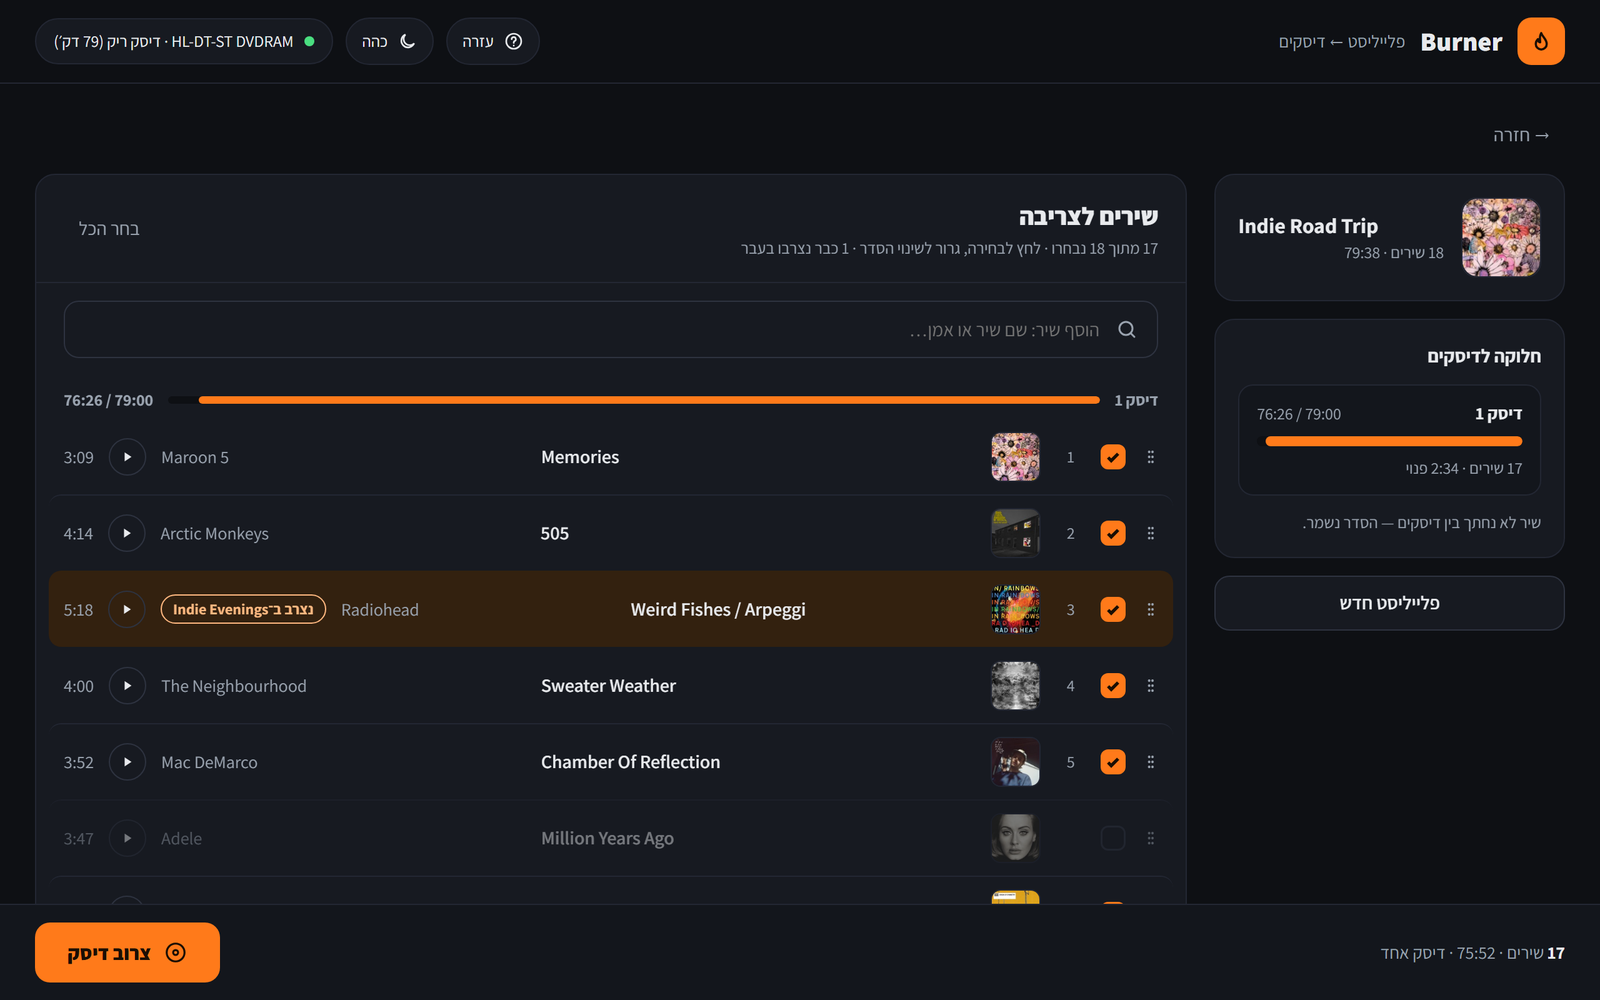 Burner
פלייליסט ← דיסקים
עזרה
כהה
HL-DT-ST DVDRAM · דיסק ריק (79 דק׳)
→ חזרה
Indie Road Trip
18 שירים · 79:38
חלוקה לדיסקים
דיסק 1
76:26 / 79:00
17 שירים · 2:34 פנוי
שיר לא נחתך בין דיסקים — הסדר נשמר.
פלייליסט חדש
שירים לצריבה
17 מתוך 18 נבחרו · לחץ לבחירה, גרור לשינוי הסדר · 1 כבר נצרבו בעבר
בחר הכל
הוסף שיר: שם שיר או אמן…
דיסק 1
76:26 / 79:00
1 Memories Maroon 5 3:09
2 505 Arctic Monkeys 4:14
3 Weird Fishes / Arpeggi Radiohead נצרב ב־Indie Evenings 5:18
4 Sweater Weather The Neighbourhood 4:00
5 Chamber Of Reflection Mac DeMarco 3:52
Million Years Ago Adele 3:47
17 שירים · 75:52 · דיסק אחד
צרוב דיסק